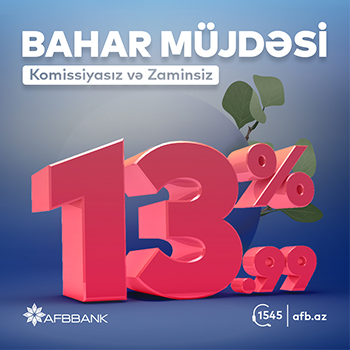 BAHAR MÜJDƏSİ
Komissiyasız və Zaminsiz
13.99%
AFBBANK
1545 | afb.az